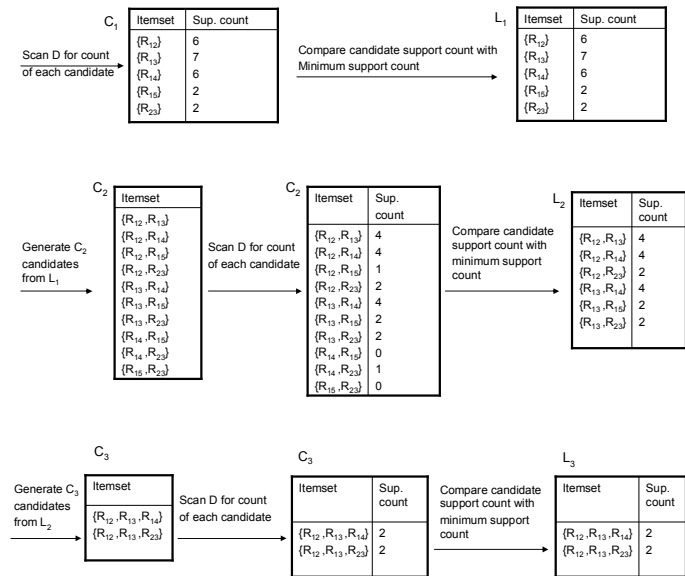 C₁
Itemset Sup. count
{R₁₂} 6
{R₁₃} 7
{R₁₄} 6
{R₁₅} 2
{R₂₃} 2
Scan D for count
of each candidate
Compare candidate support count with
Minimum support count
L₁
Itemset Sup. count
{R₁₂} 6
{R₁₃} 7
{R₁₄} 6
{R₁₅} 2
{R₂₃} 2
Generate C₂
candidates
from L₁
C₂
Itemset
{R₁₂ ,R₁₃}
{R₁₂ ,R₁₄}
{R₁₂ ,R₁₅}
{R₁₂ ,R₂₃}
{R₁₃ ,R₁₄}
{R₁₃ ,R₁₅}
{R₁₃ ,R₂₃}
{R₁₄ ,R₁₅}
{R₁₄ ,R₂₃}
{R₁₅ ,R₂₃}
Scan D for count
of each candidate
C₂
Itemset Sup.
count
{R₁₂ ,R₁₃} 4
{R₁₂ ,R₁₄} 4
{R₁₂ ,R₁₅} 1
{R₁₂ ,R₂₃} 2
{R₁₃ ,R₁₄} 4
{R₁₃ ,R₁₅} 2
{R₁₃ ,R₂₃} 2
{R₁₄ ,R₁₅} 0
{R₁₄ ,R₂₃} 1
{R₁₅ ,R₂₃} 0
Compare candidate
support count with
minimum support
count
L₂
Itemset Sup.
count
{R₁₂ ,R₁₃} 4
{R₁₂ ,R₁₄} 4
{R₁₂ ,R₂₃} 2
{R₁₃ ,R₁₄} 4
{R₁₃ ,R₁₅} 2
{R₁₃ ,R₂₃} 2
Generate C₃
candidates
from L₂
C₃
Itemset
{R₁₂ ,R₁₃,R₁₄}
{R₁₂ ,R₁₃,R₂₃}
Scan D for count
of each candidate
C₃
Itemset Sup.
count
{R₁₂ ,R₁₃,R₁₄} 2
{R₁₂ ,R₁₃,R₂₃} 2
Compare candidate
support count with
minimum support
count
L₃
Itemset Sup.
count
{R₁₂ ,R₁₃,R₁₄} 2
{R₁₂ ,R₁₃,R₂₃} 2